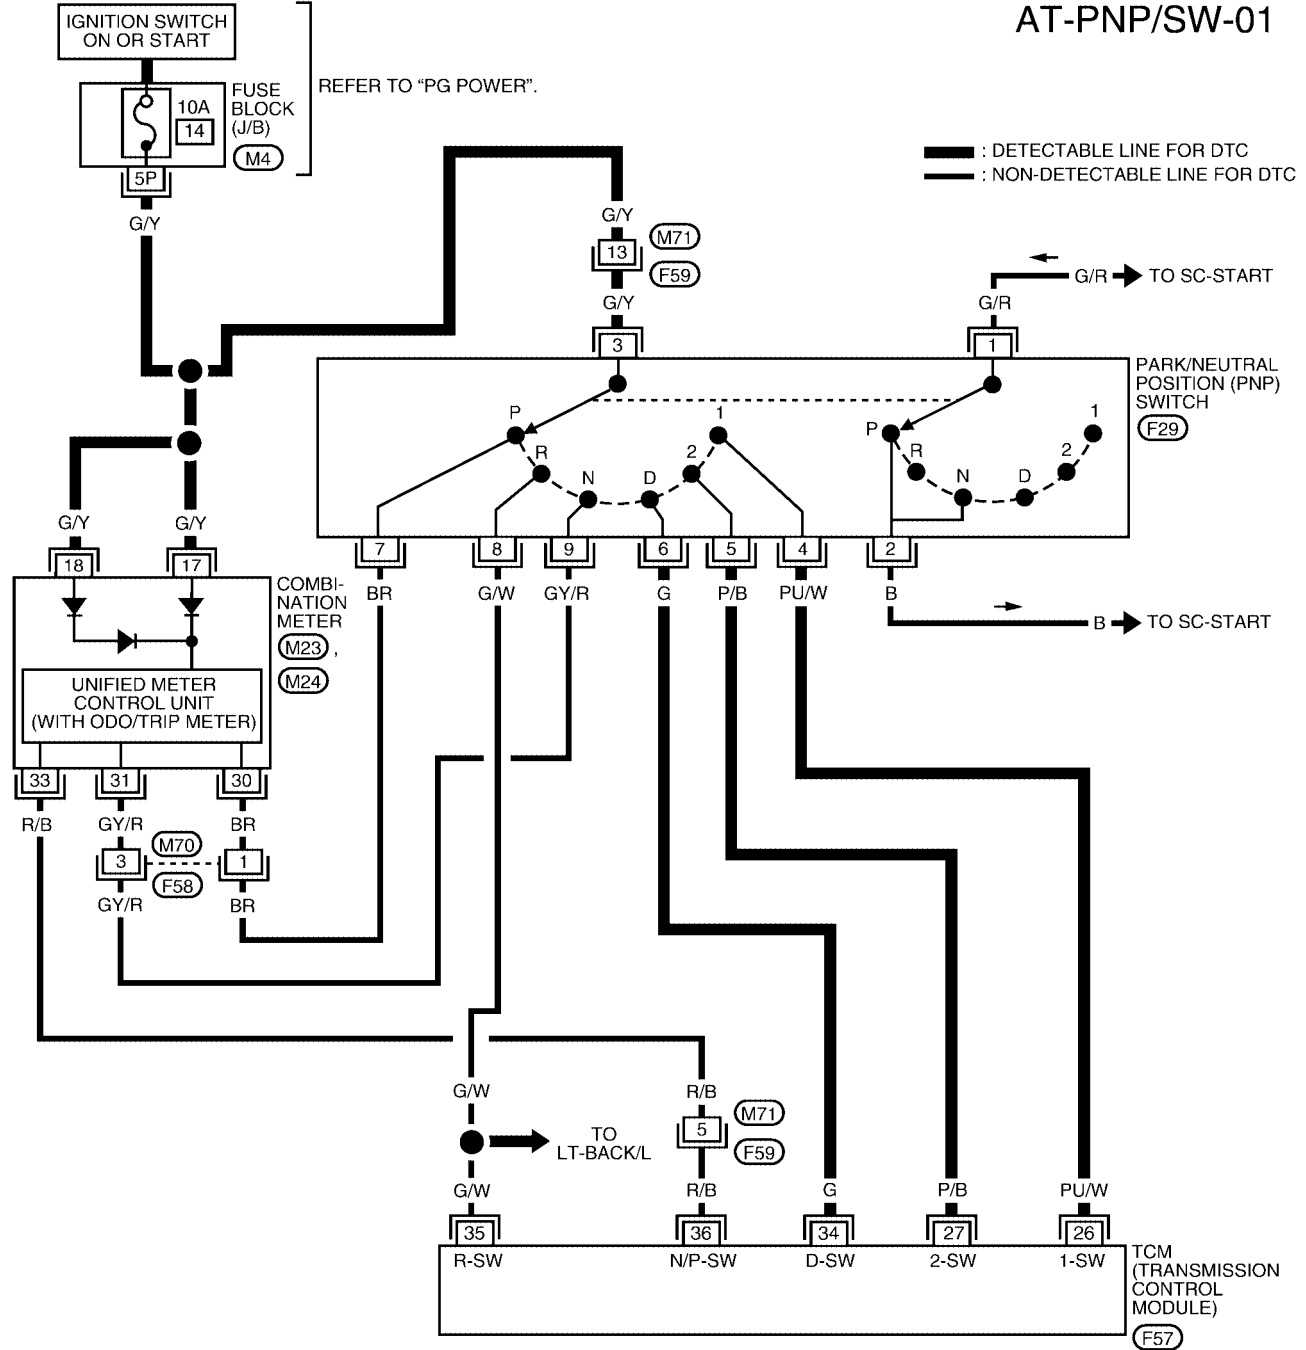 AT-PNP/SW-01
IGNITION SWITCH
ON OR START
FUSE
BLOCK
(J/B)
M4
10A
14
5P
REFER TO “PG POWER”.
: DETECTABLE LINE FOR DTC
: NON-DETECTABLE LINE FOR DTC
G/Y
G/Y
13
M71
F59
G/Y
G/R
TO SC-START
G/R
3
1
PARK/NEUTRAL
POSITION (PNP)
SWITCH
F29
P
R
N
D
2
1
P
R
N
D
2
1
G/Y
G/Y
18
17
7
8
9
6
5
4
2
BR
G/W
GY/R
G
P/B
PU/W
B
B
TO SC-START
COMBI-
NATION
METER
M23 ,
M24
UNIFIED METER
CONTROL UNIT
(WITH ODO/TRIP METER)
33
31
30
R/B
GY/R
BR
3
M70
F58
1
GY/R
BR
G/W
R/B
TO
LT-BACK/L
5
M71
F59
G/W
R/B
G
P/B
PU/W
35
36
34
27
26
R-SW
N/P-SW
D-SW
2-SW
1-SW
TCM
(TRANSMISSION
CONTROL
MODULE)
F57